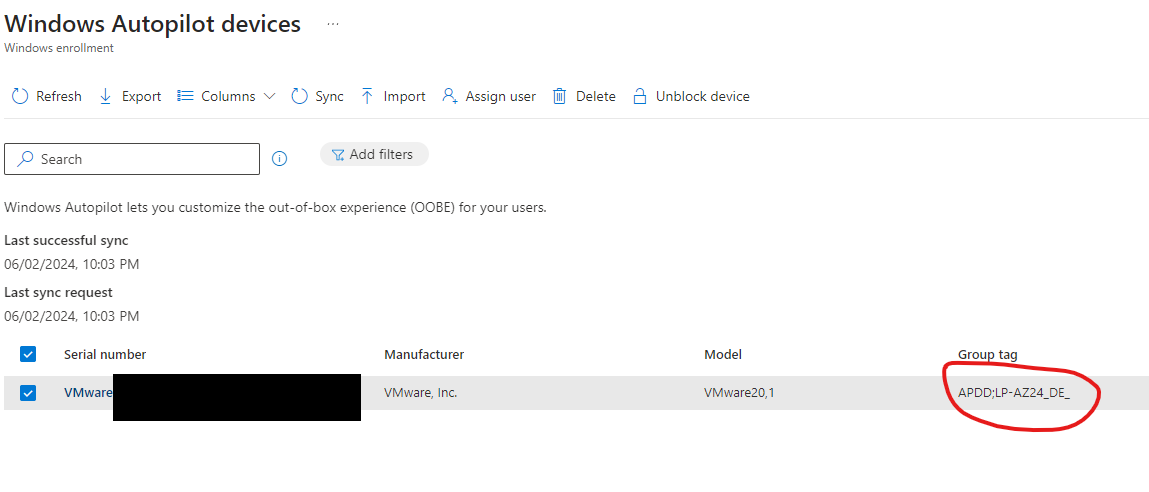 Windows Autopilot devices ...
Windows enrollment
Refresh Export Columns Sync Import Assign user Delete Unblock device
Search Add filters
Windows Autopilot lets you customize the out-of-box experience (OOBE) for your users.
Last successful sync
06/02/2024, 10:03 PM
Last sync request
06/02/2024, 10:03 PM
Serial number Manufacturer Model Group tag
VMware VMware, Inc. VMware20,1 APDD;LP-AZ24_DE_